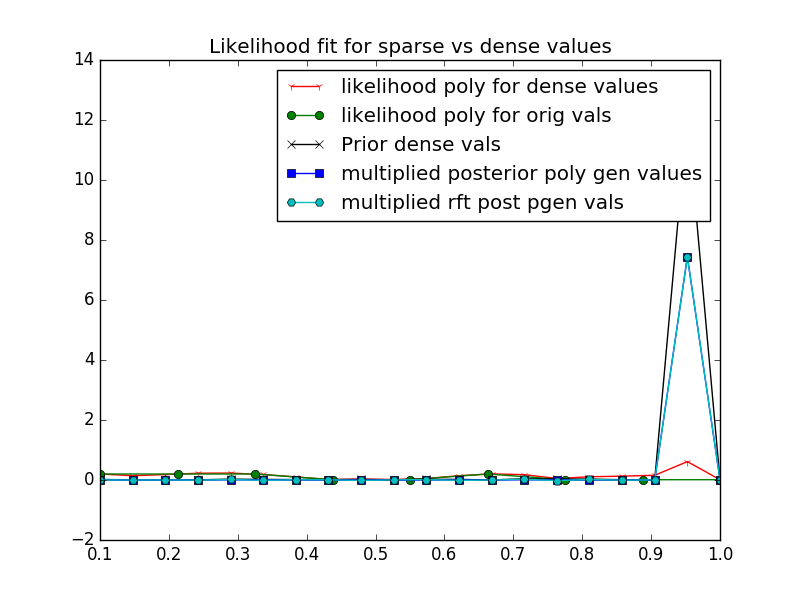 Likelihood fit for sparse vs dense values
14
12
10
8
6
4
2
0
−2
likelihood poly for dense values
likelihood poly for orig vals
Prior dense vals
multiplied posterior poly gen values
multiplied rft post pgen vals
0.1 0.2 0.3 0.4 0.5 0.6 0.7 0.8 0.9 1.0